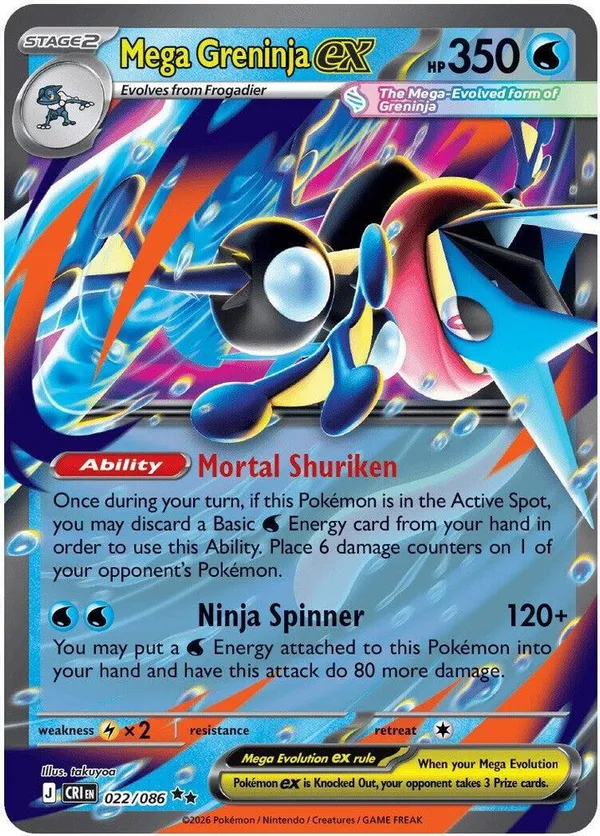 STAGE2 Mega Greninja ex HP 350
Evolves from Frogadier
The Mega-Evolved form of
Greninja
Ability Mortal Shuriken
Once during your turn, if this Pokémon is in the Active Spot,
you may discard a Basic Energy card from your hand in
order to use this Ability. Place 6 damage counters on 1 of
your opponent's Pokémon.
Ninja Spinner 120+
You may put a Energy attached to this Pokémon into
your hand and have this attack do 80 more damage.
weakness ×2 resistance retreat
Mega Evolution ex rule When your Mega Evolution
Pokémon ex is Knocked Out, your opponent takes 3 Prize cards.
Illus. takuyoa
J CRI EN 022/086 ★★
©2026 Pokémon / Nintendo / Creatures / GAME FREAK